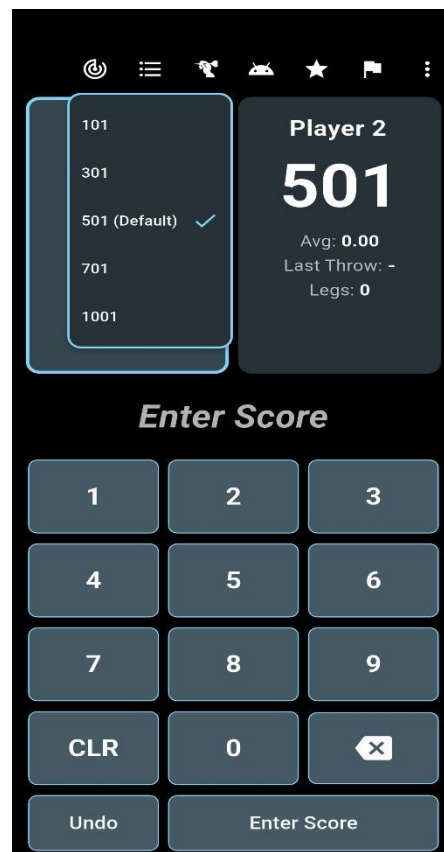 101
301
501 (Default)
701
1001
Player 2
501
Avg: 0.00
Last Throw: -
Legs: 0
Enter Score
1 2 3
4 5 6
7 8 9
CLR 0
Undo Enter Score